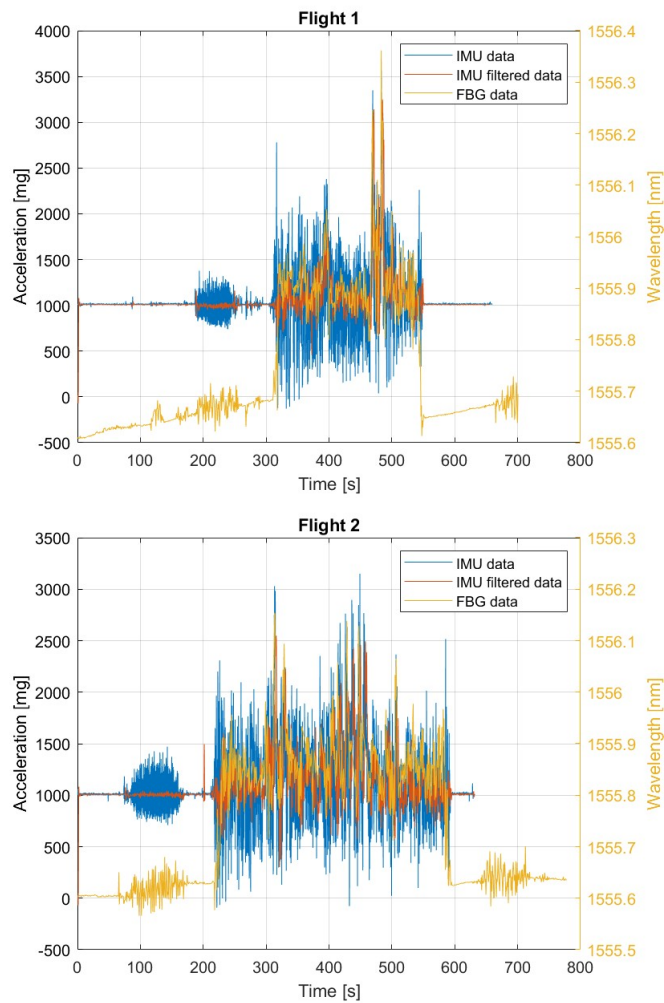 Flight 1
4000
3500
3000
2500
2000
1500
1000
500
0
-500
Acceleration [mg]
IMU data
IMU filtered data
FBG data
1556.4
1556.3
1556.2
1556.1
1556
1555.9
1555.8
1555.7
1555.6
Wavelength [nm]
0 100 200 300 400 500 600 700 800
Time [s]
Flight 2
3500
3000
2500
2000
1500
1000
500
0
-500
Acceleration [mg]
IMU data
IMU filtered data
FBG data
1556.3
1556.2
1556.1
1556
1555.9
1555.8
1555.7
1555.6
1555.5
Wavelength [nm]
0 100 200 300 400 500 600 700 800
Time [s]